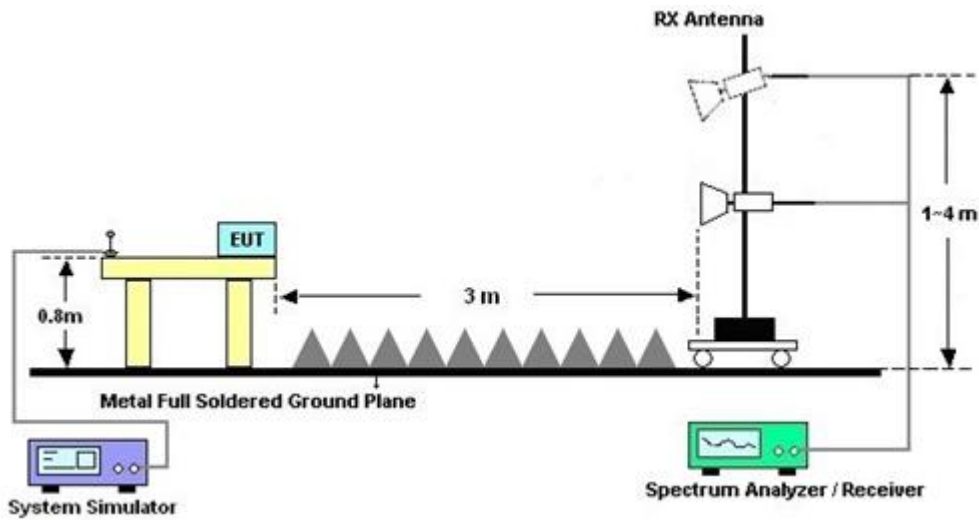 RX Antenna
EUT
1~4 m
0.8m
3 m
Metal Full Soldered Ground Plane
System Simulator
Spectrum Analyzer / Receiver